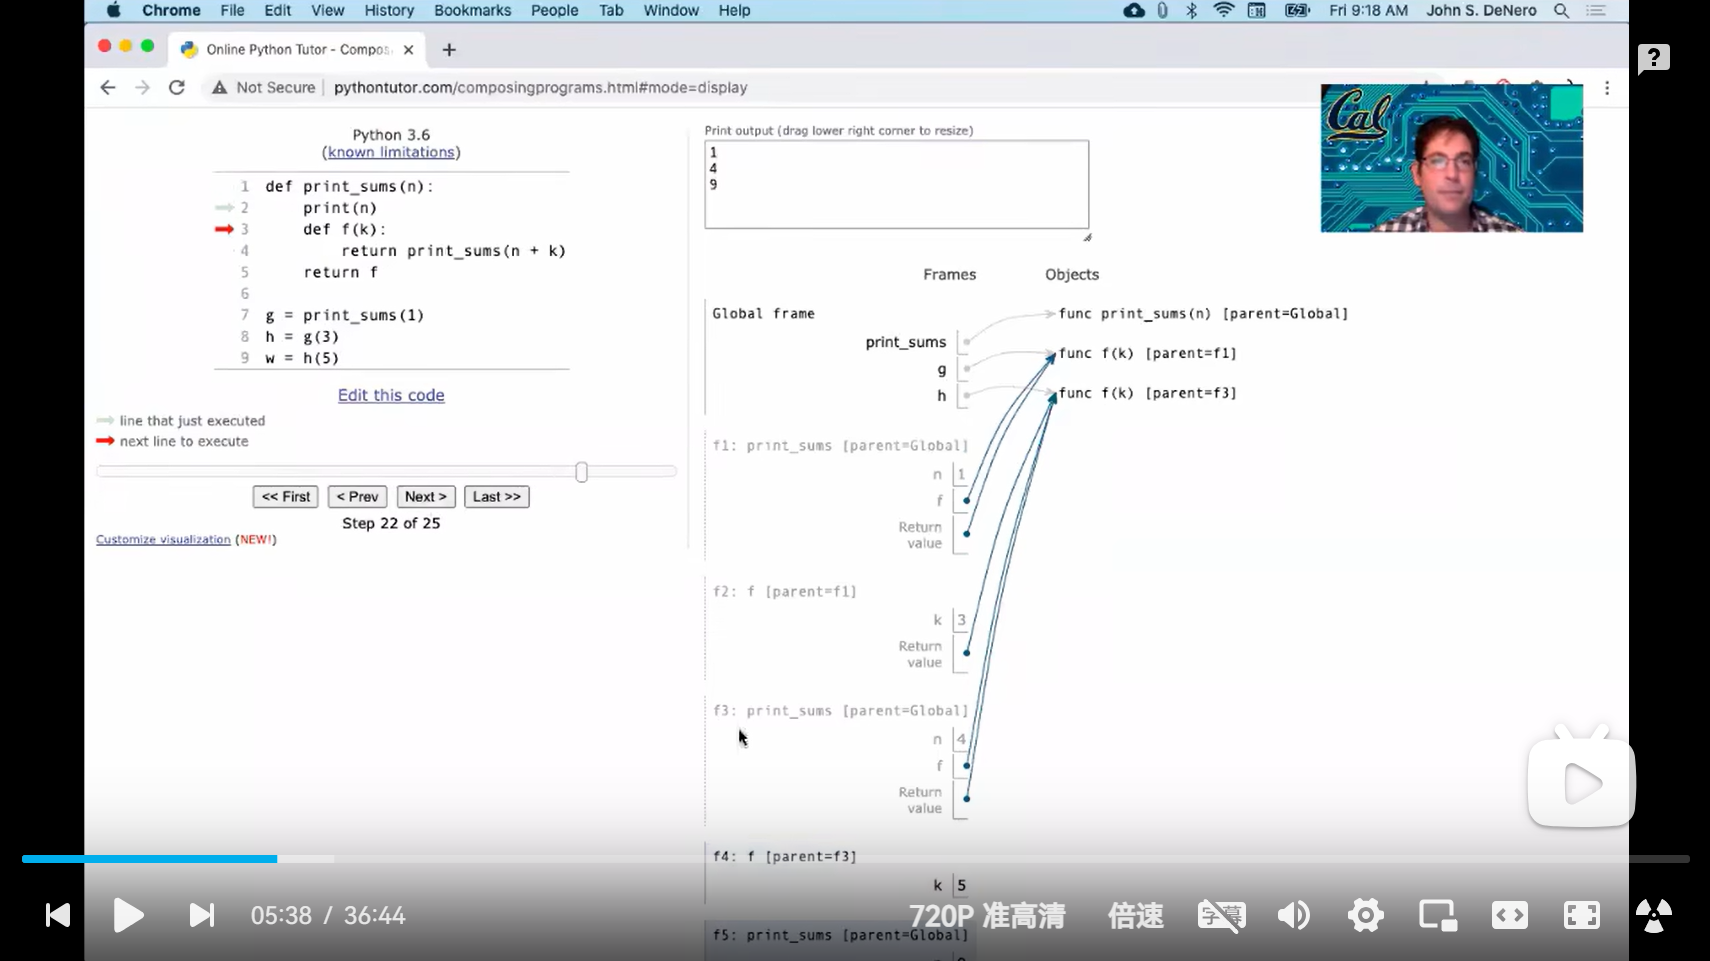 Chrome File Edit View History Bookmarks People Tab Window Help Fri 9:18 AM John S. DeNero
Online Python Tutor - Compos
Not Secure | pythontutor.com/composingprograms.html#mode=display
Cal
Python 3.6
(known limitations)
1 def print_sums(n):
2 print(n)
3 def f(k):
4 return print_sums(n + k)
5 return f
6
7 g = print_sums(1)
8 h = g(3)
9 w = h(5)
Edit this code
line that just executed
next line to execute
<< First < Prev Next > Last >>
Step 22 of 25
Customize visualization (NEW!)
Print output (drag lower right corner to resize)
1
4
9
Frames Objects
Global frame
print_sums
g
h
func print_sums(n) [parent=Global]
func f(k) [parent=f1]
func f(k) [parent=f3]
f1: print_sums [parent=Global]
n 1
f
Return
value
f2: f [parent=f1]
k 3
Return
value
f3: print_sums [parent=Global]
n 4
f
Return
value
f4: f [parent=f3]
k 5
f5: print_sums [parent=Global]
05:38 / 36:44
720P 准高清 倍速 字幕